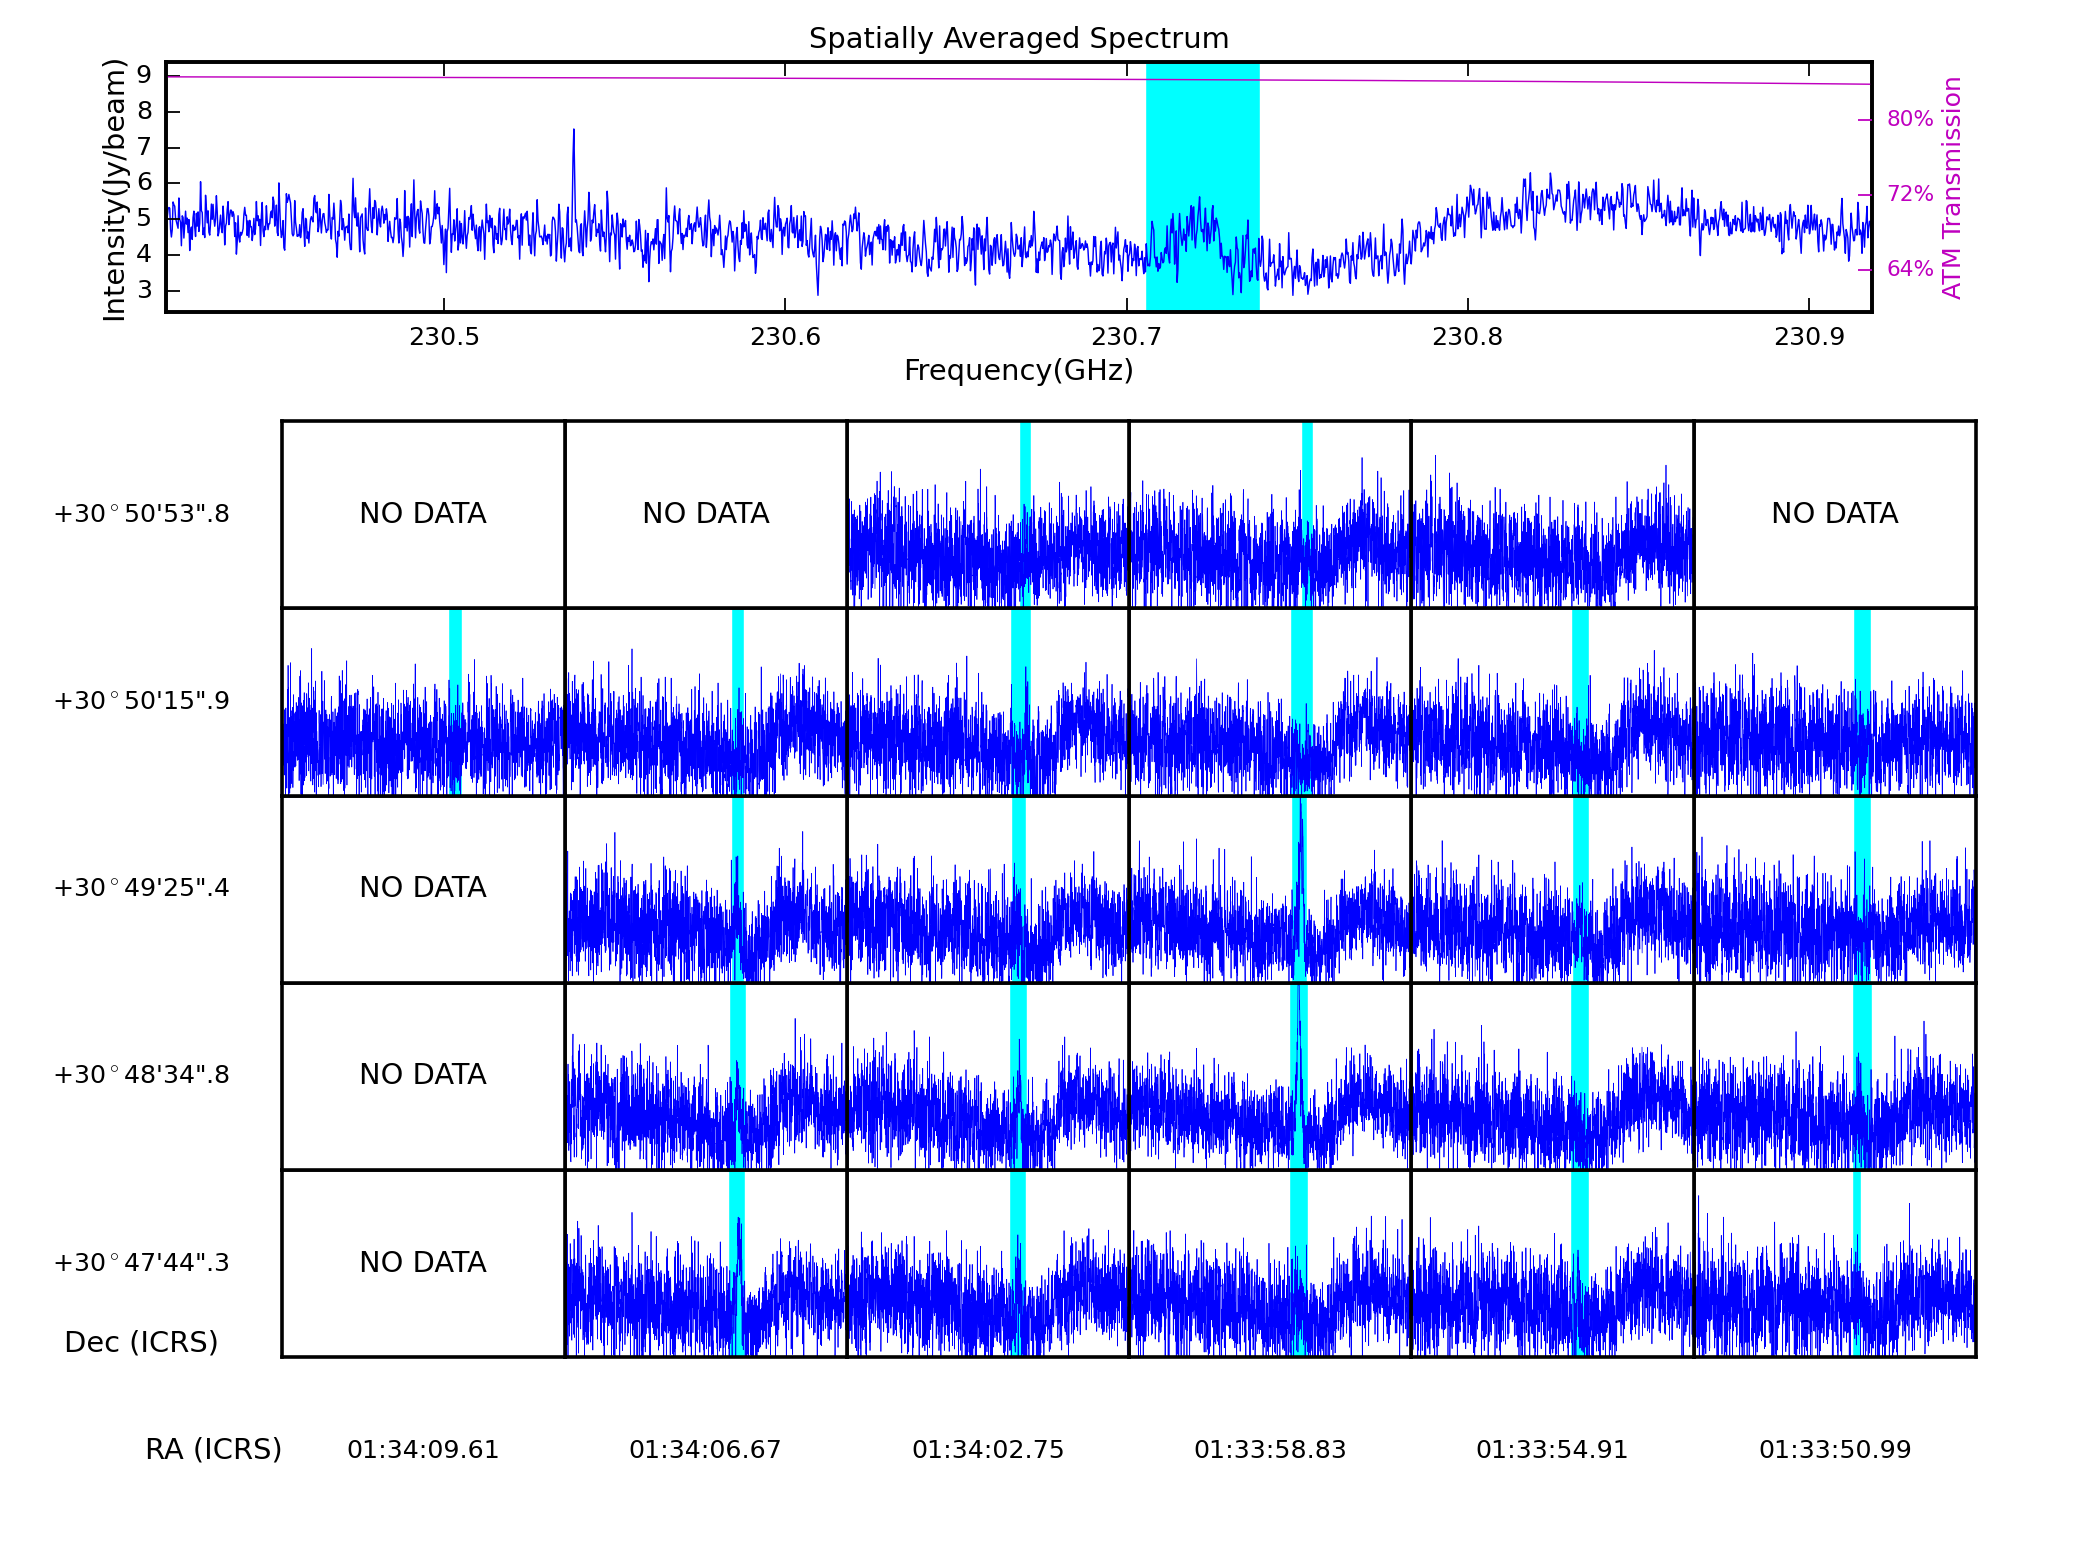 Spatially Averaged Spectrum
Intensity(Jy/beam)
9
8
7
6
5
4
3
80%
72%
64%
ATM Transmission
230.5 230.6 230.7 230.8 230.9
Frequency(GHz)
+30°50'53".8 NO DATA NO DATA NO DATA
+30°50'15".9
+30°49'25".4 NO DATA
+30°48'34".8 NO DATA
+30°47'44".3 NO DATA
Dec (ICRS)
RA (ICRS) 01:34:09.61 01:34:06.67 01:34:02.75 01:33:58.83 01:33:54.91 01:33:50.99